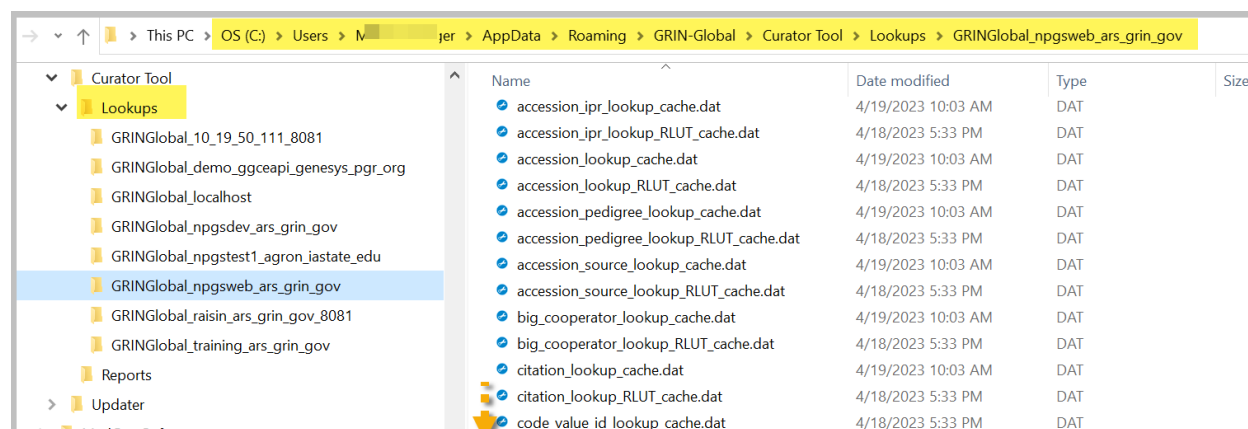 This PC > OS (C:) > Users > M jer > AppData > Roaming > GRIN-Global > Curator Tool > Lookups > GRINGlobal_npgsweb_ars_grin_gov
Curator Tool
Lookups
GRINGlobal_10_19_50_111_8081
GRINGlobal_demo_ggceapi_genesys_pgr_org
GRINGlobal_localhost
GRINGlobal_npgsdev_ars_grin_gov
GRINGlobal_npgstest1_agron_iastate_edu
GRINGlobal_npgsweb_ars_grin_gov
GRINGlobal_raisin_ars_grin_gov_8081
GRINGlobal_training_ars_grin_gov
Reports
Updater
Name Date modified Type Size
accession_ipr_lookup_cache.dat 4/19/2023 10:03 AM DAT
accession_ipr_lookup_RLUT_cache.dat 4/18/2023 5:33 PM DAT
accession_lookup_cache.dat 4/19/2023 10:03 AM DAT
accession_lookup_RLUT_cache.dat 4/18/2023 5:33 PM DAT
accession_pedigree_lookup_cache.dat 4/19/2023 10:03 AM DAT
accession_pedigree_lookup_RLUT_cache.dat 4/18/2023 5:33 PM DAT
accession_source_lookup_cache.dat 4/19/2023 10:03 AM DAT
accession_source_lookup_RLUT_cache.dat 4/18/2023 5:33 PM DAT
big_cooperator_lookup_cache.dat 4/19/2023 10:03 AM DAT
big_cooperator_lookup_RLUT_cache.dat 4/18/2023 5:33 PM DAT
citation_lookup_cache.dat 4/19/2023 10:03 AM DAT
citation_lookup_RLUT_cache.dat 4/18/2023 5:33 PM DAT
code_value_id_lookup_cache.dat 4/18/2023 5:33 PM DAT